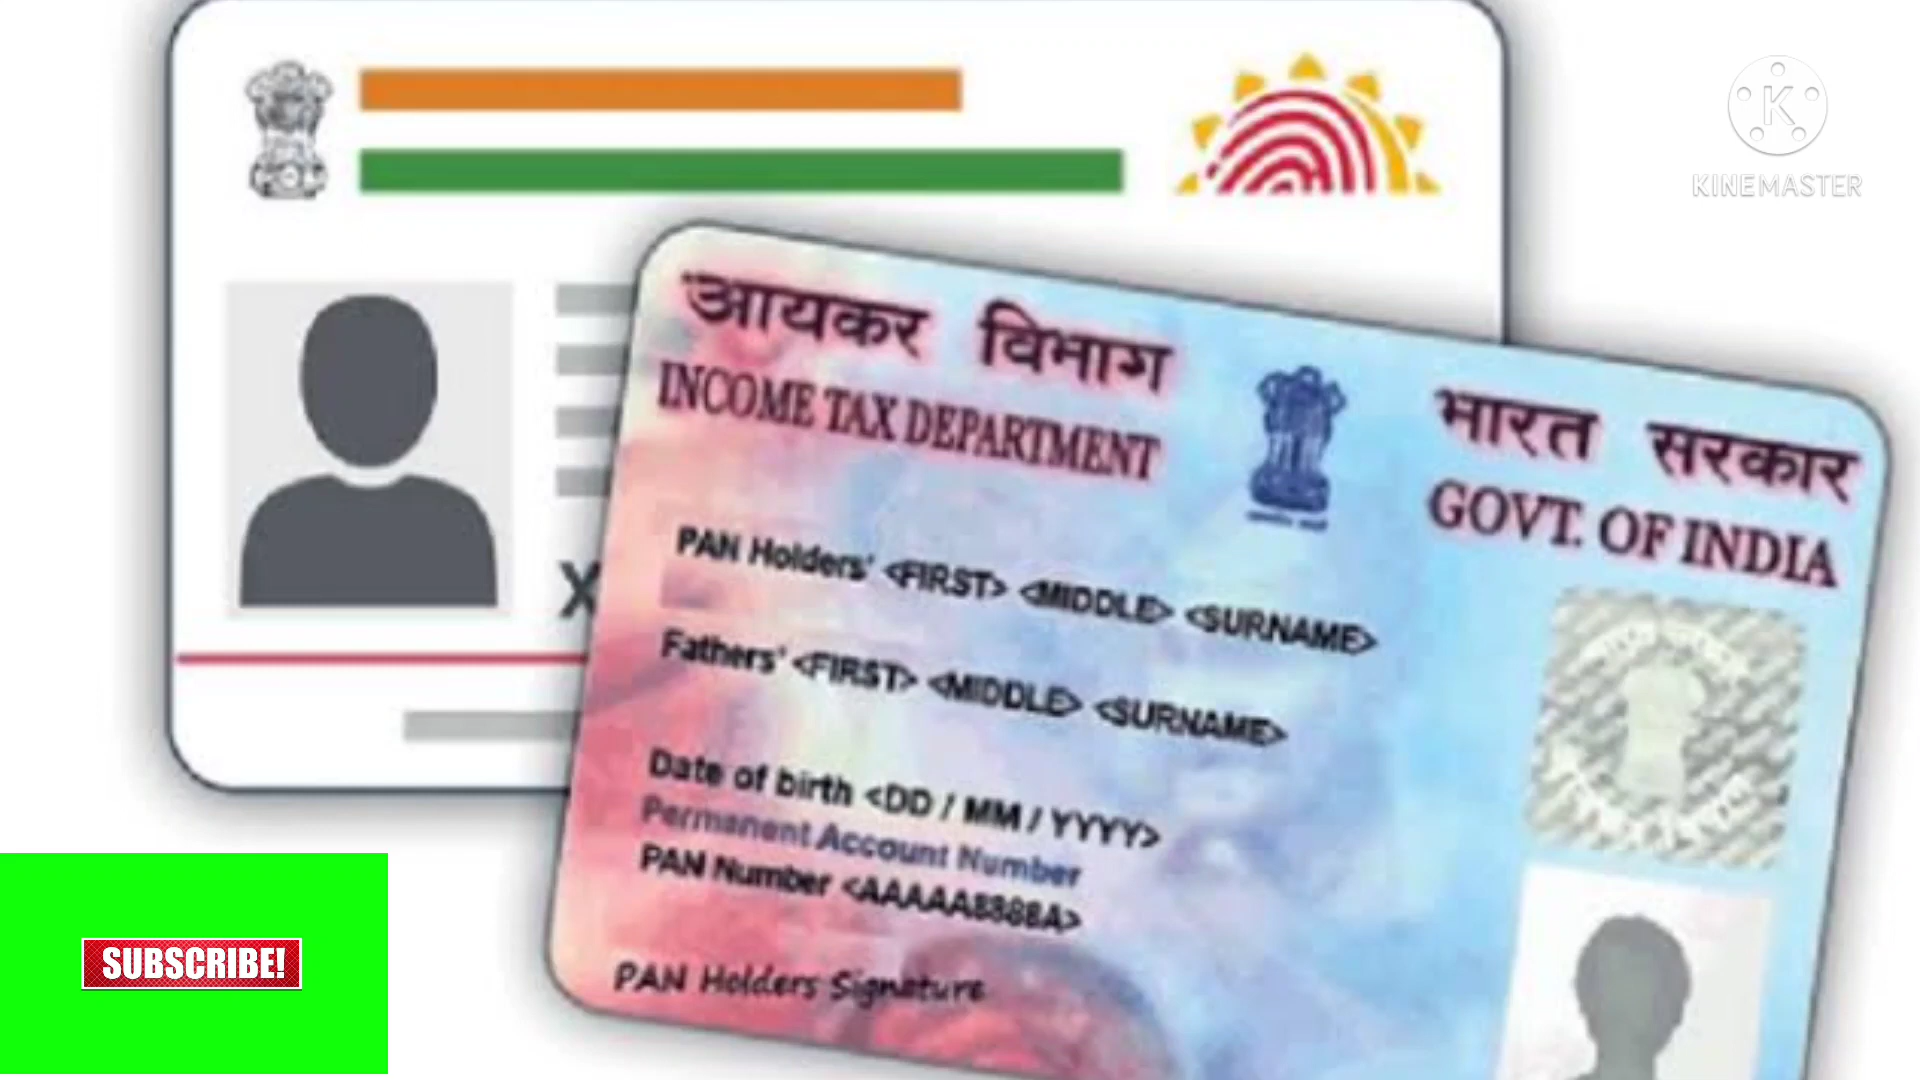 KINEMASTER
आयकर विभाग
INCOME TAX DEPARTMENT
भारत सरकार
GOVT. OF INDIA
PAN Holders' <FIRST> <MIDDLE> <SURNAME>
Fathers' <FIRST> <MIDDLE> <SURNAME>
Date of birth <DD / MM / YYYY>
Permanent Account Number
PAN Number <AAAAA8888A>
PAN Holders Signature
X
SUBSCRIBE!